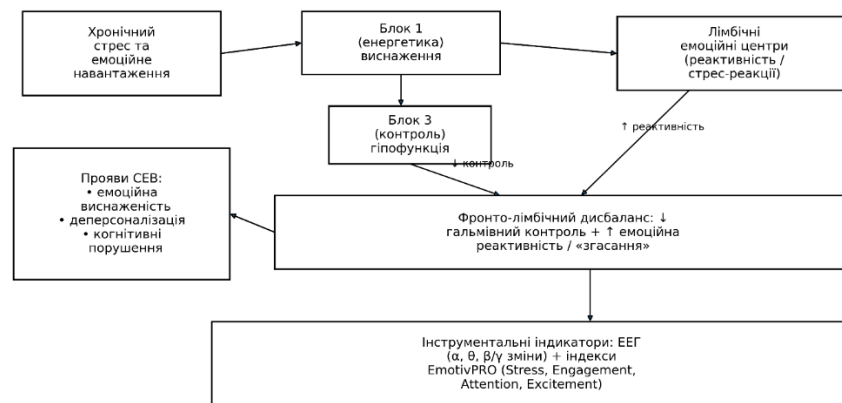 Хронічний
стрес та
емоційне
навантаження
Блок 1
(енергетика)
виснаження
Лімбічні
емоційні центри
(реактивність /
стрес-реакції)
Блок 3
(контроль)
гіпофункція
↑ реактивність
↓ контроль
Прояви СЕВ:
• емоційна
виснаженість
• деперсоналізація
• когнітивні
порушення
Фронто-лімбічний дисбаланс: ↓
гальмівний контроль + ↑ емоційна
реактивність / «згасання»
Інструментальні індикатори: ЕЕГ
(α, θ, β/γ зміни) + індекси
EmotivPRO (Stress, Engagement,
Attention, Excitement)